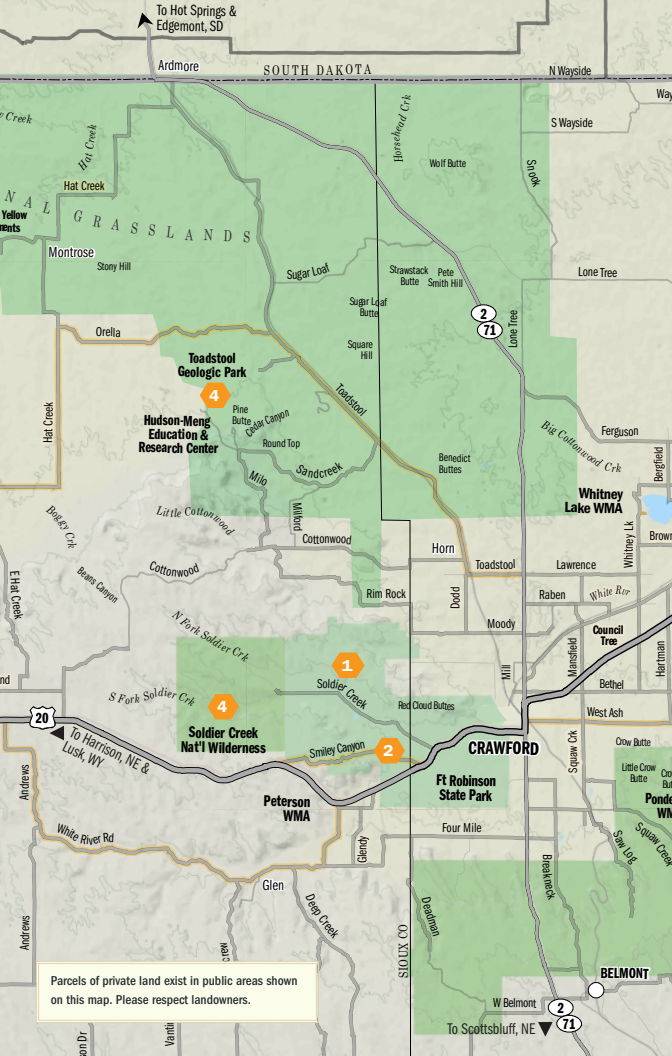 To Hot Springs &
Edgemont, SD
Ardmore
SOUTH DAKOTA
N Wayside
S Wayside
Hat Creek
Horsehead Crk
Wolf Butte
Snook
Hat Creek
NAL GRASSLANDS
Yellow
Montrose
Stony Hill
Sugar Loaf
Strawstack
Butte
Pete
Smith Hill
Lone Tree
Sugar Loaf
Butte
2
71
Lone Tree
Orella
Square
Hill
Toadstool
Geologic Park
4
Toadstool
Pine
Butte
Cedar Canyon
Hudson-Meng
Education &
Research Center
Round Top
Hat Creek
Big Cottonwood Crk
Ferguson
Bergfield
Benedict
Buttes
Sandcreek
Milo
Whitney
Lake WMA
Boggy Crk
Little Cottonwood
Milford
Cottonwood
Horn
Whitney Lk
Brown
Cottonwood
Beans Canyon
Toadstool
Lawrence
E Hat Creek
Rim Rock
Dodd
Raben
White Rvr
N Fork Soldier Crk
Moody
Council
Tree
Mansfield
Hartman
1
Mill
Soldier Creek
Bethel
S Fork Soldier Crk
4
Red Cloud Buttes
West Ash
20
Soldier Creek
Nat'l Wilderness
Smiley Canyon
2
CRAWFORD
Squaw Crk
Crow Butte
To Harrison, NE &
Lusk, WY
Little Crow
Butte
Andrews
Ft Robinson
State Park
Peterson
WMA
White River Rd
Glendy
Four Mile
Saw Log
Squaw Creek
Glen
Breakneck
Deep Creek
Deadman
Andrews
SIOUX CO
Parcels of private land exist in public areas shown
on this map. Please respect landowners.
BELMONT
W Belmont
2
71
To Scottsbluff, NE